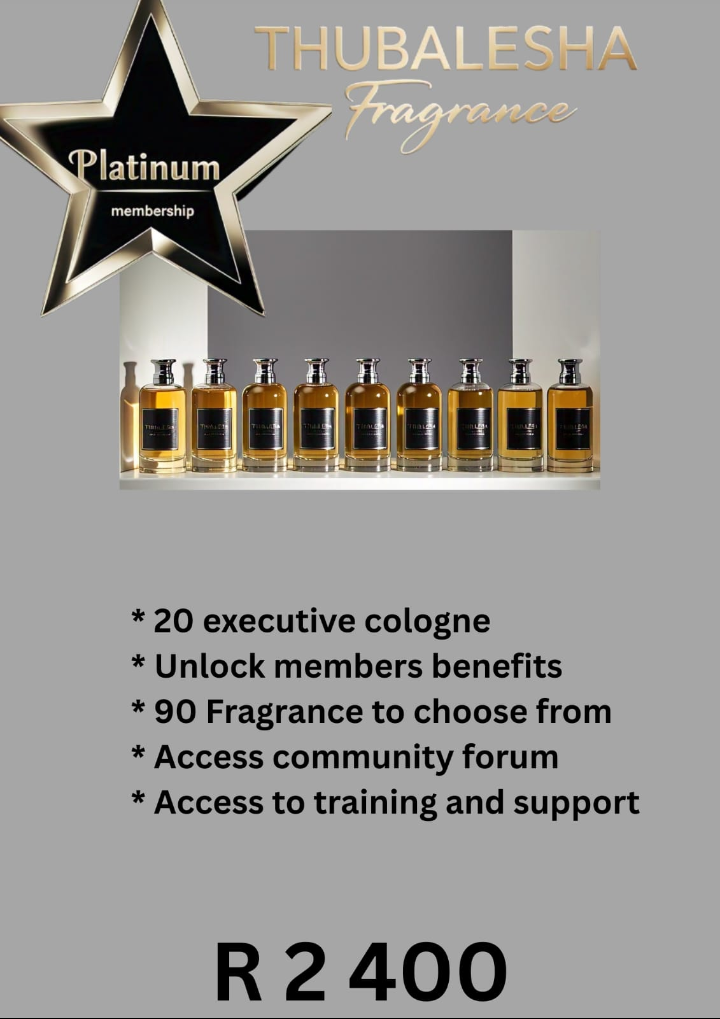 THUBALESHA
Fragrance
Platinum
membership
* 20 executive cologne
* Unlock members benefits
* 90 Fragrance to choose from
* Access community forum
* Access to training and support
R 2 400